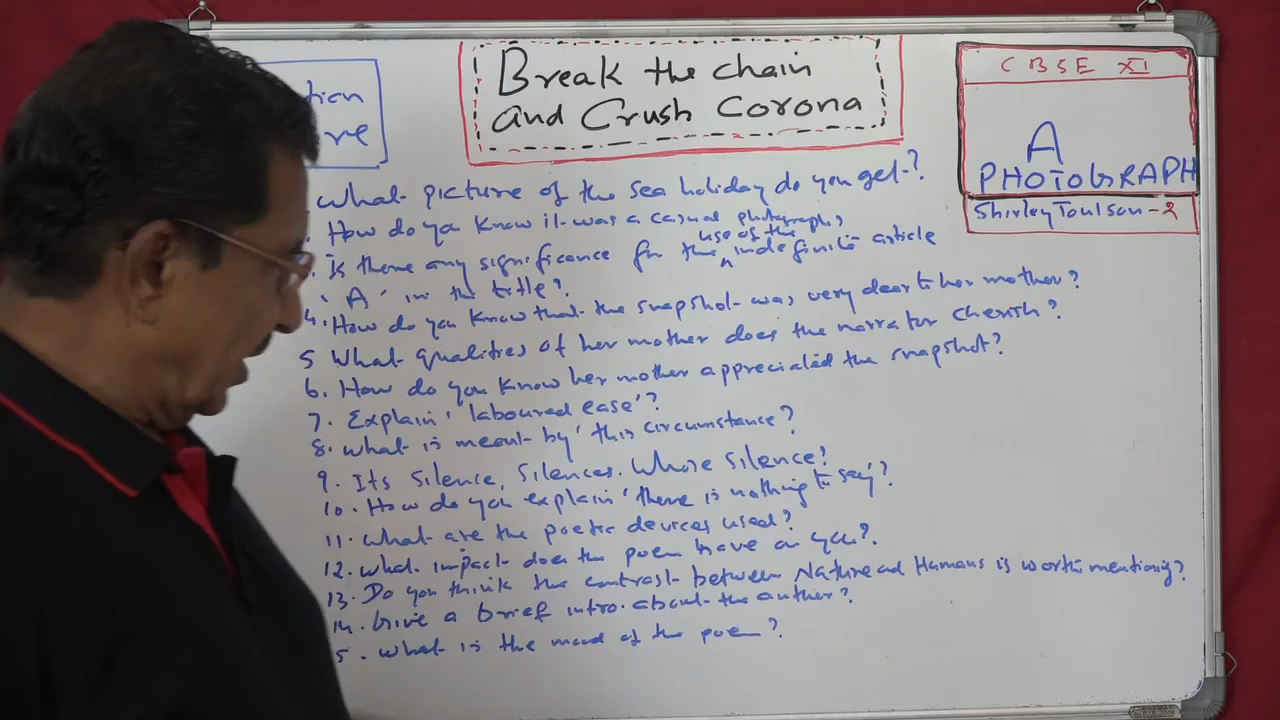 tion
Break the chain
and Crush Corona
CBSE XI
A
PHOTOGRAPH
Shirley Toulson-2
What picture of the sea holiday do you get?
How do you know it was a casual photograph?
Is there any significance for the use of the indefinite article
'A' in the title?
4. How do you know that the snapshot was very dear to her mother?
5 What qualities of her mother does the narrator cherish?
6. How do you know her mother appreciated the snapshot?
7. Explain 'laboured ease'?
8. What is meant by 'this circumstance?
9. Its silence, silences. Whose silence?
10. How do you explain 'there is nothing to say'?
11. What are the poetic devices used?
12. What impact does the poem have on you?
13. Do you think the contrast between Nature and Humans is worth mentioning?
14. Give a brief intro. about the author?
5. What is the mood of the poem?